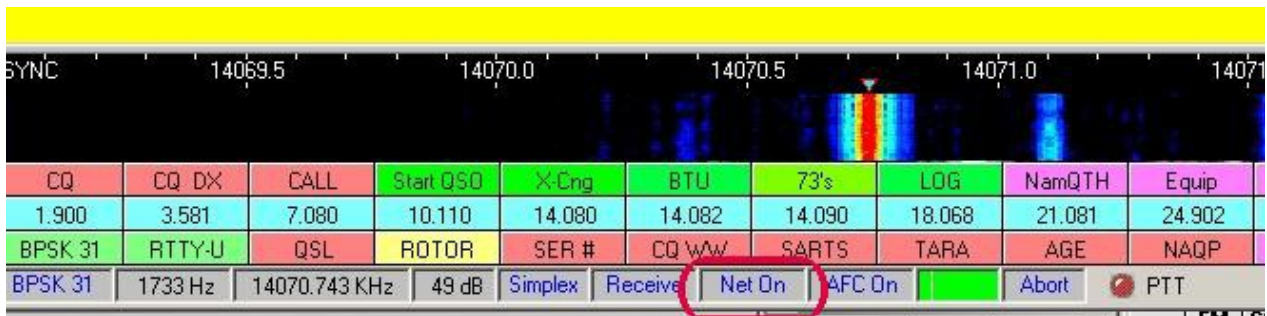 SYNC 14069.5 14070.0 14070.5 14071.0 14071
CQ CQ DX CALL Start QSO X-Cng BTU 73's LOG NamQTH Equip
1.900 3.581 7.080 10.110 14.080 14.082 14.090 18.068 21.081 24.902
BPSK 31 RTTY-U QSL ROTOR SER # CQ WW SARTS TARA AGE NAQP
BPSK 31 1733 Hz 14070.743 KHz 49 dB Simplex Receive Net On AFC On Abort PTT